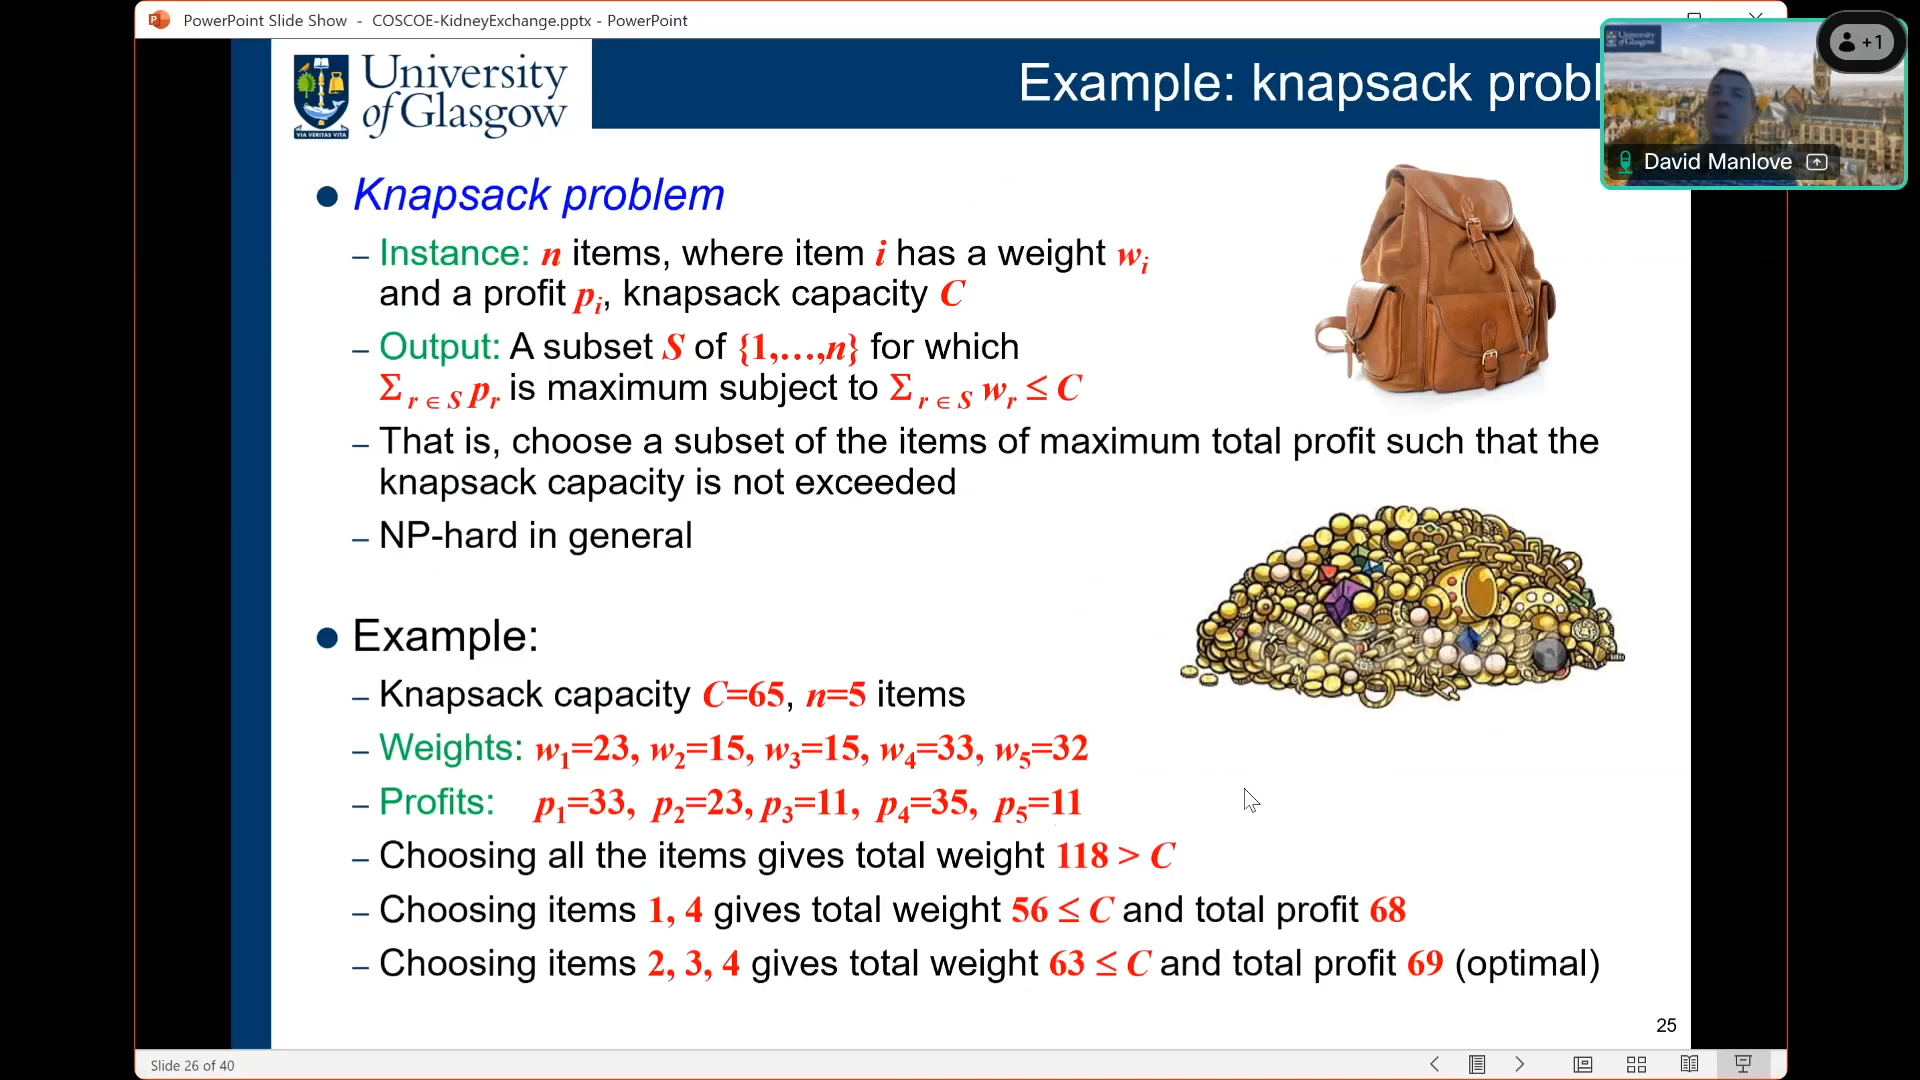 PowerPoint Slide Show - COSCOE-KidneyExchange.pptx - PowerPoint
University
of Glasgow
VIA VERITAS VITA
Example: knapsack probl
University
of Glasgow
+1
David Manlove
Knapsack problem
– Instance: n items, where item i has a weight wᵢ
and a profit pᵢ, knapsack capacity C
– Output: A subset S of {1,…,n} for which
Σ r ∈ S pᵣ is maximum subject to Σ r ∈ S wᵣ ≤ C
– That is, choose a subset of the items of maximum total profit such that the
knapsack capacity is not exceeded
– NP-hard in general
Example:
– Knapsack capacity C=65, n=5 items
– Weights: w₁=23, w₂=15, w₃=15, w₄=33, w₅=32
– Profits: p₁=33, p₂=23, p₃=11, p₄=35, p₅=11
– Choosing all the items gives total weight 118 > C
– Choosing items 1, 4 gives total weight 56 ≤ C and total profit 68
– Choosing items 2, 3, 4 gives total weight 63 ≤ C and total profit 69 (optimal)
25
Slide 26 of 40